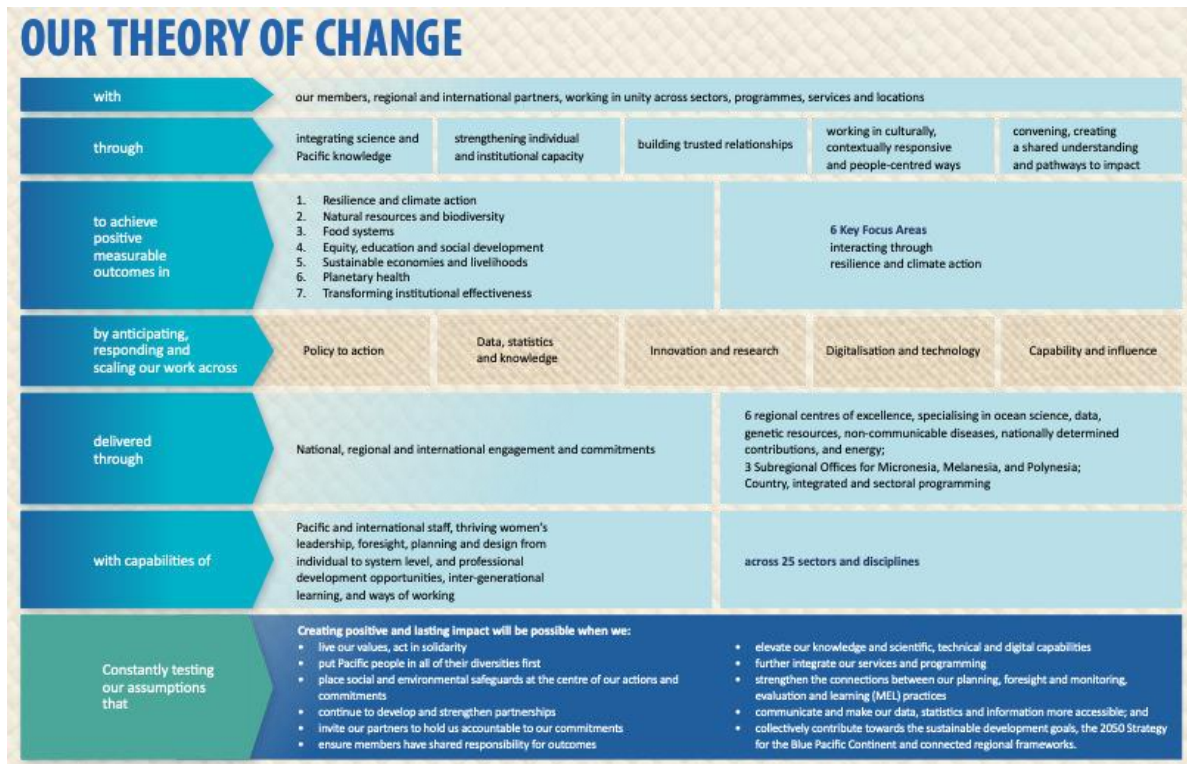 OUR THEORY OF CHANGE
with
our members, regional and international partners, working in unity across sectors, programmes, services and locations
through
integrating science and
Pacific knowledge
strengthening individual
and institutional capacity
building trusted relationships
working in culturally,
contextually responsive
and people-centred ways
convening, creating
a shared understanding
and pathways to impact
to achieve
positive
measurable
outcomes in
1. Resilience and climate action
2. Natural resources and biodiversity
3. Food systems
4. Equity, education and social development
5. Sustainable economies and livelihoods
6. Planetary health
7. Transforming institutional effectiveness
6 Key Focus Areas
interacting through
resilience and climate action
by anticipating,
responding and
scaling our work across
Policy to action
Data, statistics
and knowledge
Innovation and research
Digitalisation and technology
Capability and influence
delivered
through
National, regional and international engagement and commitments
6 regional centres of excellence, specialising in ocean science, data,
genetic resources, non-communicable diseases, nationally determined
contributions, and energy;
3 Subregional Offices for Micronesia, Melanesia, and Polynesia;
Country, integrated and sectoral programming
with capabilities of
Pacific and international staff, thriving women's
leadership, foresight, planning and design from
individual to system level, and professional
development opportunities, inter-generational
learning, and ways of working
across 25 sectors and disciplines
Constantly testing
our assumptions
that
Creating positive and lasting impact will be possible when we:
• live our values, act in solidarity
• put Pacific people in all of their diversities first
• place social and environmental safeguards at the centre of our actions and
commitments
• continue to develop and strengthen partnerships
• invite our partners to hold us accountable to our commitments
• ensure members have shared responsibility for outcomes
• elevate our knowledge and scientific, technical and digital capabilities
• further integrate our services and programming
• strengthen the connections between our planning, foresight and monitoring,
evaluation and learning (MEL) practices
• communicate and make our data, statistics and information more accessible; and
• collectively contribute towards the sustainable development goals, the 2050 Strategy
for the Blue Pacific Continent and connected regional frameworks.